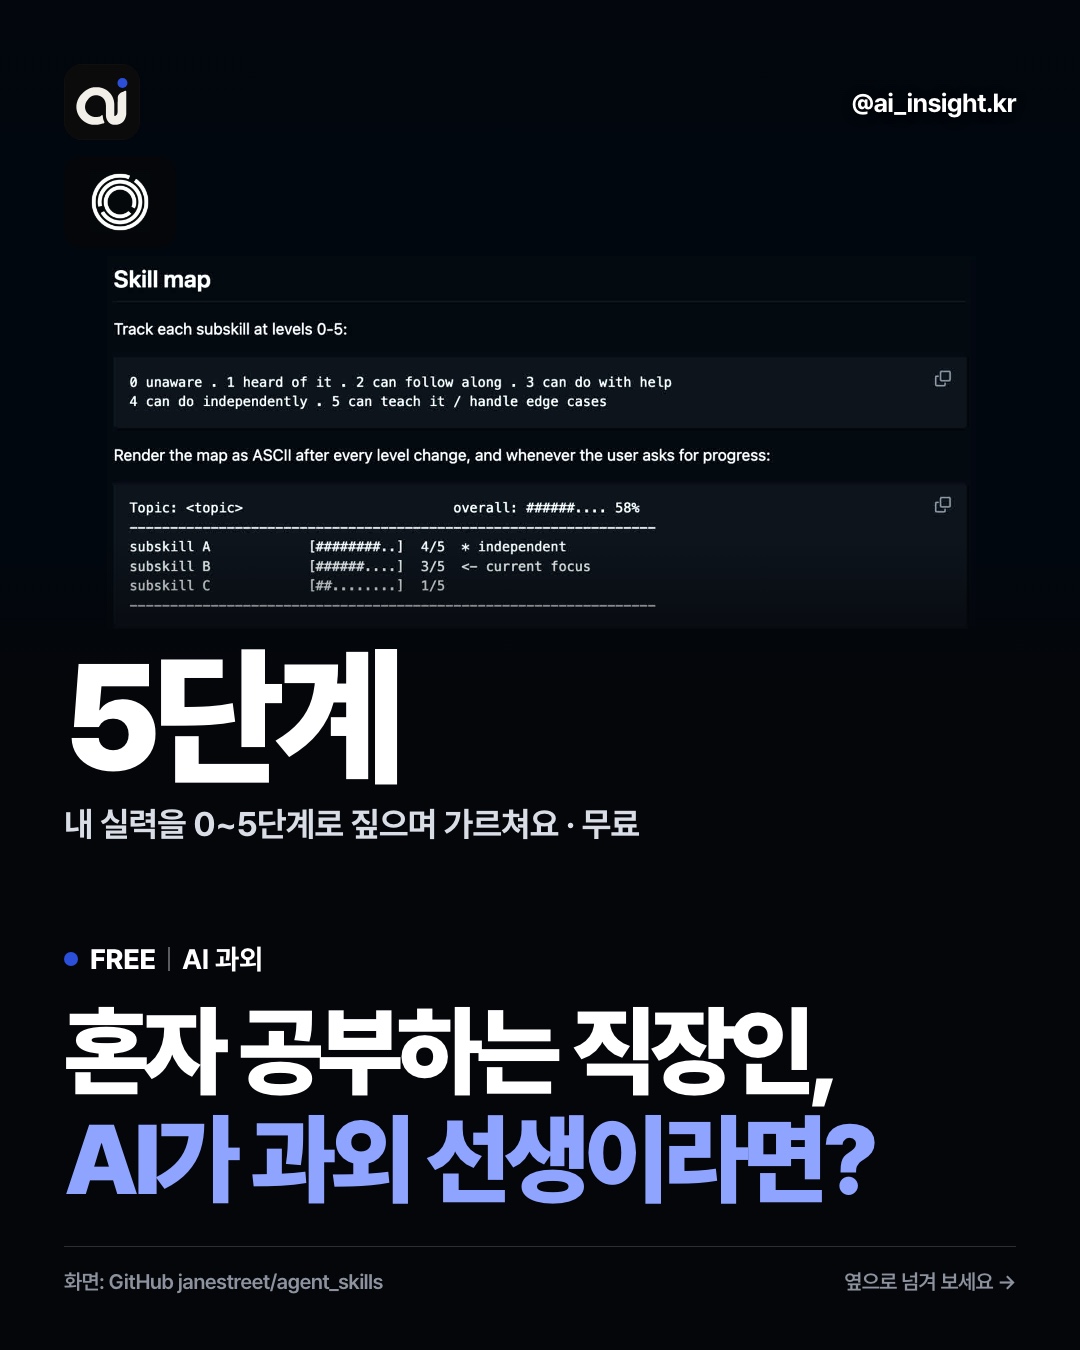 ai
@ai_insight.kr
Skill map
Track each subskill at levels 0-5:
0 unaware . 1 heard of it . 2 can follow along . 3 can do with help
4 can do independently . 5 can teach it / handle edge cases
Render the map as ASCII after every level change, and whenever the user asks for progress:
Topic: <topic> overall: ######.... 58%
----------------------------------------------------------------
subskill A [########..] 4/5 * independent
subskill B [######....] 3/5 <- current focus
subskill C [##........] 1/5
----------------------------------------------------------------
5단계
내 실력을 0~5단계로 짚으며 가르쳐요 · 무료
FREE | AI 과외
혼자 공부하는 직장인,
AI가 과외 선생이라면?
화면: GitHub janestreet/agent_skills
옆으로 넘겨 보세요 →